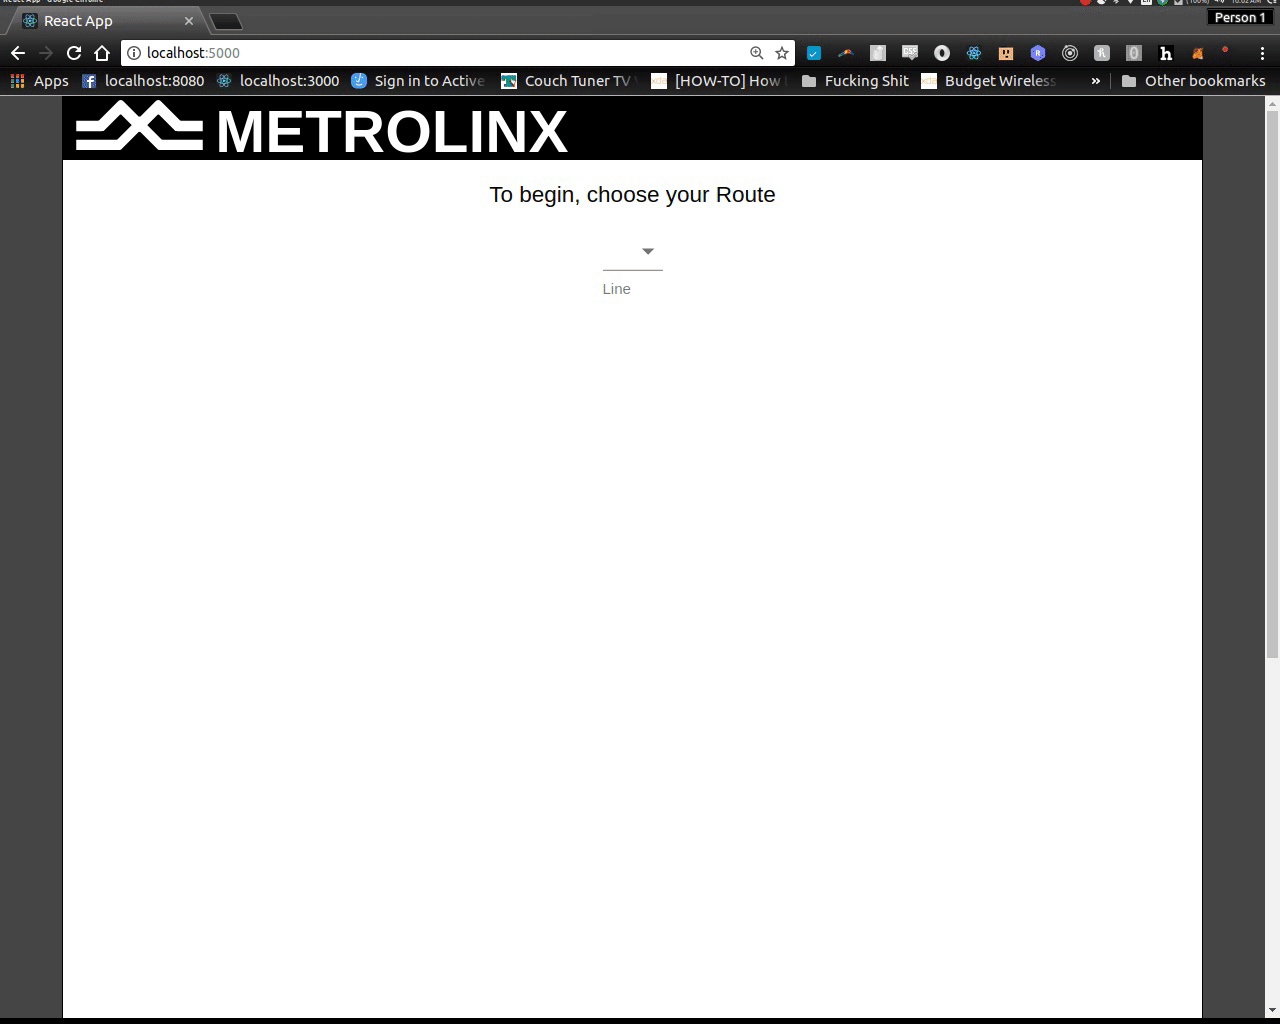 React App
Person 1
localhost:5000
Apps localhost:8080 localhost:3000 Sign in to Active Couch Tuner TV [HOW-TO] How Fucking Shit Budget Wireless » Other bookmarks
METROLINX
To begin, choose your Route
Line